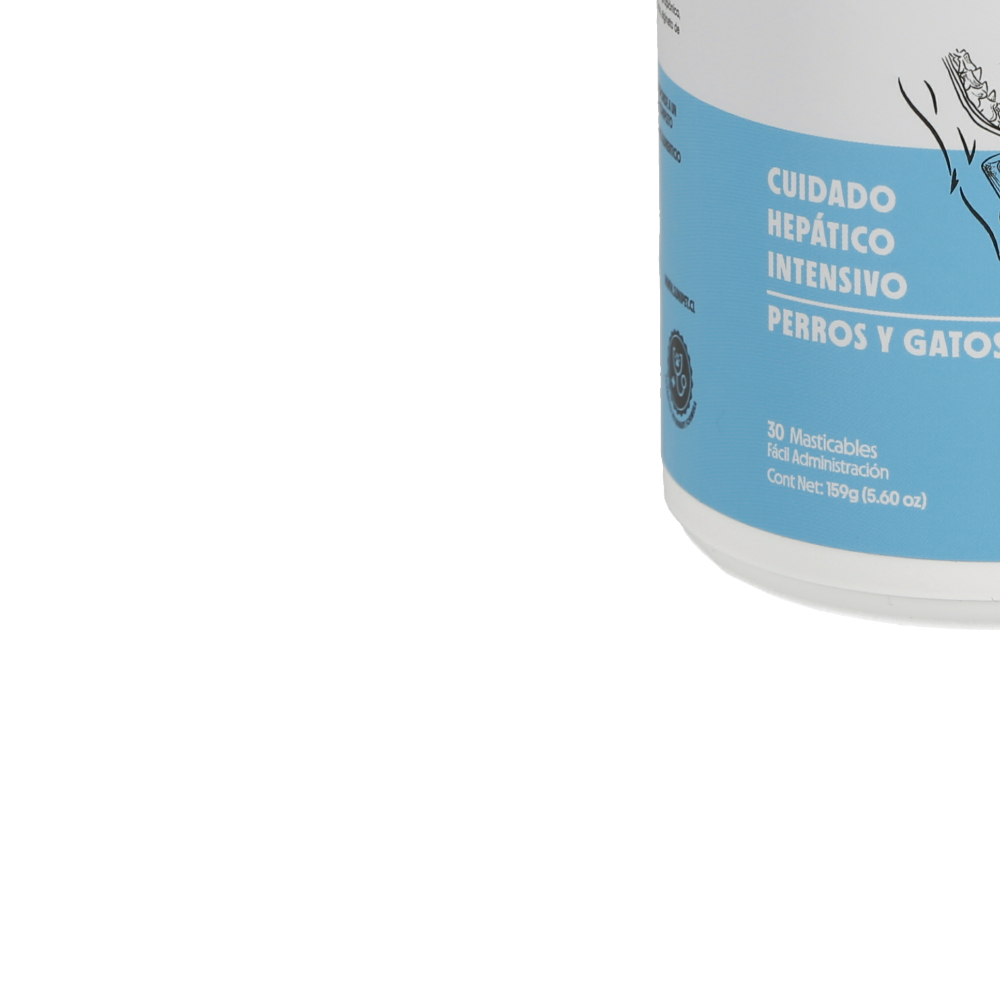 CUIDADO
HEPÁTICO
INTENSIVO
PERROS Y GATOS
30 Masticables
Fácil Administración
Cont Net: 159g (5.60 oz)